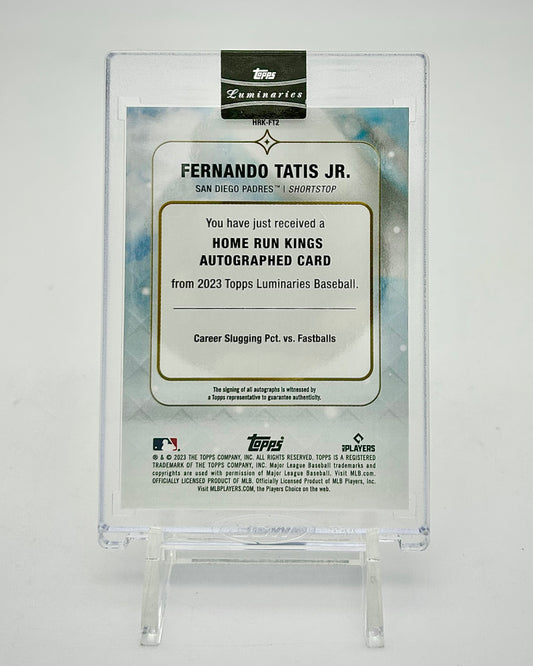 Topps
Luminaries
HRK-FT2
FERNANDO TATIS JR.
SAN DIEGO PADRES™ | SHORTSTOP
You have just received a
HOME RUN KINGS
AUTOGRAPHED CARD
from 2023 Topps Luminaries Baseball.
Career Slugging Pct. vs. Fastballs
The signing of all autographs is witnessed by
a Topps representative to guarantee authenticity.
Topps
MLB PLAYERS
® & © 2023 THE TOPPS COMPANY, INC. ALL RIGHTS RESERVED. TOPPS IS A REGISTERED
TRADEMARK OF THE TOPPS COMPANY, INC. Major League Baseball trademarks and
copyrights are used with permission of Major League Baseball. Visit MLB.com.
OFFICIALLY LICENSED PRODUCT OF MLB. Officially Licensed Product of MLB Players, Inc.
Visit MLBPLAYERS.COM, the Players Choice on the web.